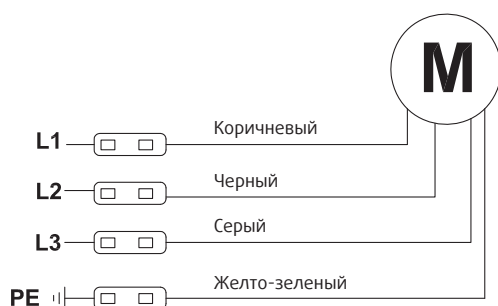 M
L1 Коричневый
L2 Черный
L3 Серый
PE Желто-зеленый